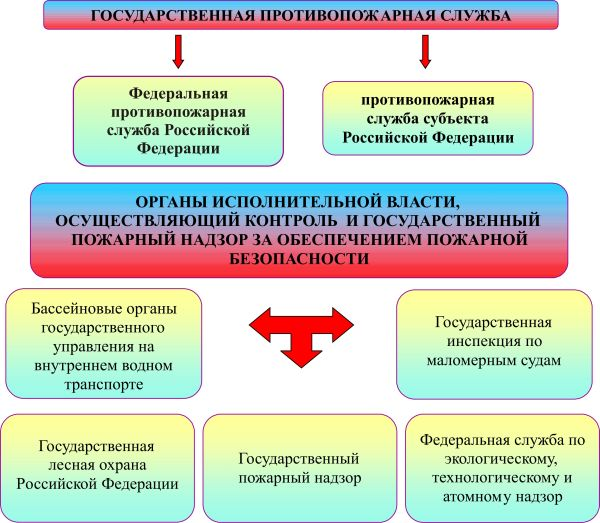 ГОСУДАРСТВЕННАЯ ПРОТИВОПОЖАРНАЯ СЛУЖБА
Федеральная
противопожарная
служба Российской
Федерации
противопожарная
служба субъекта
Российской Федерации
ОРГАНЫ ИСПОЛНИТЕЛЬНОЙ ВЛАСТИ,
ОСУЩЕСТВЛЯЮЩИЙ КОНТРОЛЬ И ГОСУДАРСТВЕННЫЙ
ПОЖАРНЫЙ НАДЗОР ЗА ОБЕСПЕЧЕНИЕМ ПОЖАРНОЙ
БЕЗОПАСНОСТИ
Бассейновые органы
государственного
управления на
внутреннем водном
транспорте
Государственная
инспекция по
маломерным судам
Государственная
лесная охрана
Российской Федерации
Государственный
пожарный надзор
Федеральная служба по
экологическому,
технологическому и
атомному надзор